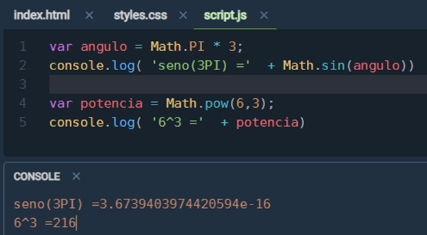 index.html × styles.css × script.js ×
1 var angulo = Math.PI * 3;
2 console.log( 'seno(3PI) =' + Math.sin(angulo))
3
4 var potencia = Math.pow(6,3);
5 console.log( '6^3 =' + potencia)
CONSOLE ×
seno(3PI) =3.6739403974420594e-16
6^3 =216